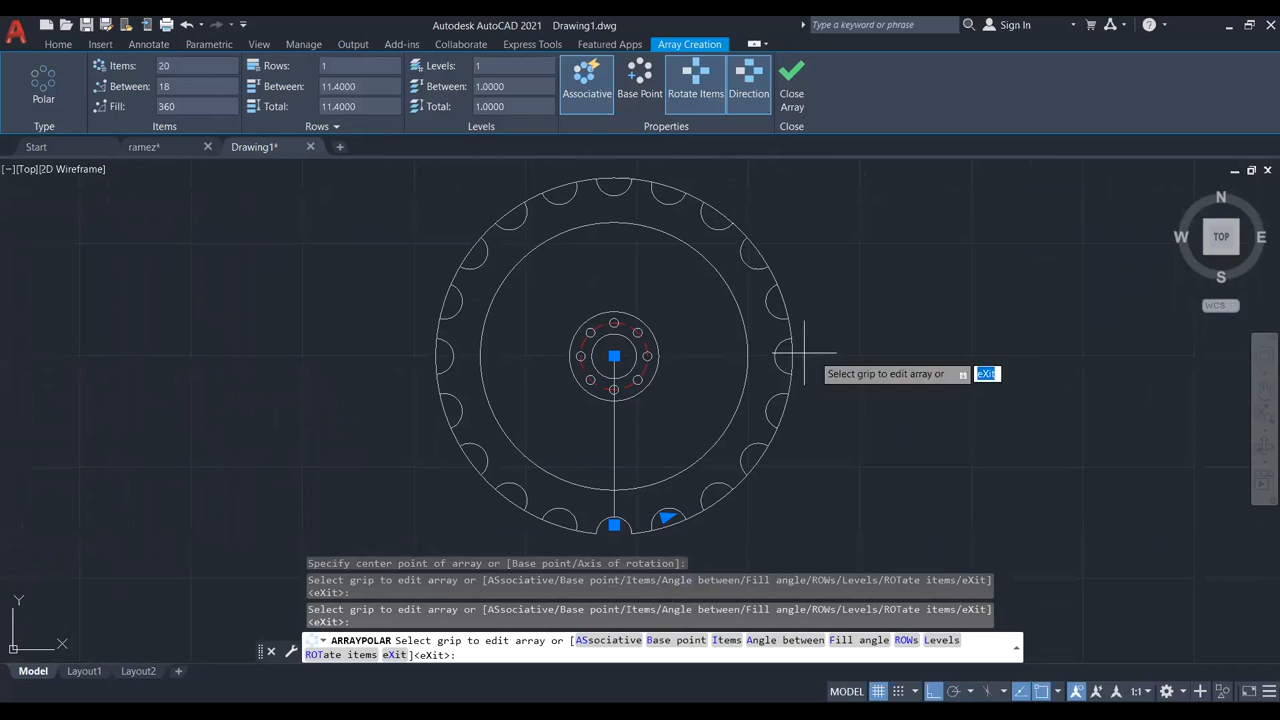 Autodesk AutoCAD 2021 Drawing1.dwg
Type a keyword or phrase
Sign In
Home Insert Annotate Parametric View Manage Output Add-ins Collaborate Express Tools Featured Apps Array Creation
Items: 20 Rows: 1 Levels: 1
Between: 18 Between: 11.4000 Between: 1.0000
Fill: 360 Total: 11.4000 Total: 1.0000
Polar
Associative Base Point Rotate Items Direction Close Array
Type Items Rows Levels Properties Close
Start ramez* Drawing1*
[−][Top][2D Wireframe]
N
W TOP E
S
WCS
Select grip to edit array or eXit
Specify center point of array or [Base point/Axis of rotation]:
Select grip to edit array or [ASsociative/Base point/Items/Angle between/Fill angle/ROWs/Levels/ROTate items/eXit]
<eXit>:
Select grip to edit array or [ASsociative/Base point/Items/Angle between/Fill angle/ROWs/Levels/ROTate items/eXit]
<eXit>:
ARRAYPOLAR Select grip to edit array or [ASsociative Base point Items Angle between Fill angle ROWs Levels
ROTate items eXit]<eXit>:
Y
X
Model Layout1 Layout2 +
MODEL 1:1